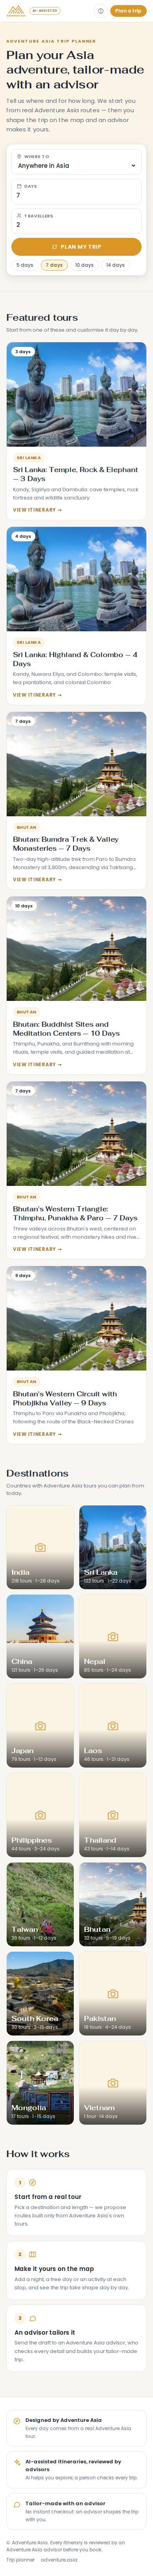 AI-ASSISTED
Plan a trip
ADVENTURE ASIA TRIP PLANNER
Plan your Asia
adventure, tailor-made
with an advisor
Tell us where and for how long. We start from
real Adventure Asia routes — then you
shape the trip on the map and an advisor
makes it yours.
WHERE TO
Anywhere in Asia
DAYS
7
TRAVELLERS
2
PLAN MY TRIP
5 days
7 days
10 days
14 days
Featured tours
Start from one of these and customise it day by day.
3 days
SRI LANKA
Sri Lanka: Temple, Rock & Elephant
— 3 Days
Kandy, Sigiriya and Dambulla: cave temples, rock
fortress and wildlife sanctuary
VIEW ITINERARY →
4 days
SRI LANKA
Sri Lanka: Highland & Colombo — 4
Days
Kandy, Nuwara Eliya, and Colombo: temple visits,
tea plantations, and colonial Colombo
VIEW ITINERARY →
7 days
BHUTAN
Bhutan: Bumdra Trek & Valley
Monasteries — 7 Days
Two-day high-altitude trek from Paro to Bumdra
Monastery at 3,800m, descending via Taktsang…
VIEW ITINERARY →
10 days
BHUTAN
Bhutan: Buddhist Sites and
Meditation Centers — 10 Days
Thimphu, Punakha, and Bumthang with morning
rituals, temple visits, and guided meditation at…
VIEW ITINERARY →
7 days
BHUTAN
Bhutan's Western Triangle:
Thimphu, Punakha & Paro — 7 Days
Three valleys across Bhutan's west, centered on
a regional festival, with monastery hikes and rive…
VIEW ITINERARY →
9 days
BHUTAN
Bhutan's Western Circuit with
Phobjikha Valley — 9 Days
Thimphu to Paro via Punakha and Phobjikha,
following the route of the Black-Necked Cranes
VIEW ITINERARY →
Destinations
Countries with Adventure Asia tours you can plan from
today.
India
Sri Lanka
China
Nepal
Japan
Laos
Philippines
Thailand
Taiwan
Bhutan
South Korea
Pakistan
Mongolia
Vietnam
1 tour · 14 days
How it works
1
Start from a real tour
Pick a destination and length — we propose
routes built only from Adventure Asia's own
tours.
2
Make it yours on the map
Add a night, a free day or an activity at each
stop, and see the trip take shape day by day.
3
An advisor tailors it
Send the draft to an Adventure Asia advisor, who
checks every detail and builds your tailor-made
trip.
Designed by Adventure Asia
Every day comes from a real Adventure Asia
tour.
AI-assisted itineraries, reviewed by
advisors
AI helps you explore; a person checks every trip.
Tailor-made with an advisor
No instant checkout: an advisor shapes the trip
with you.
© Adventure Asia. Every itinerary is reviewed by an
Adventure Asia advisor before you book.
Trip planner
adventure.asia